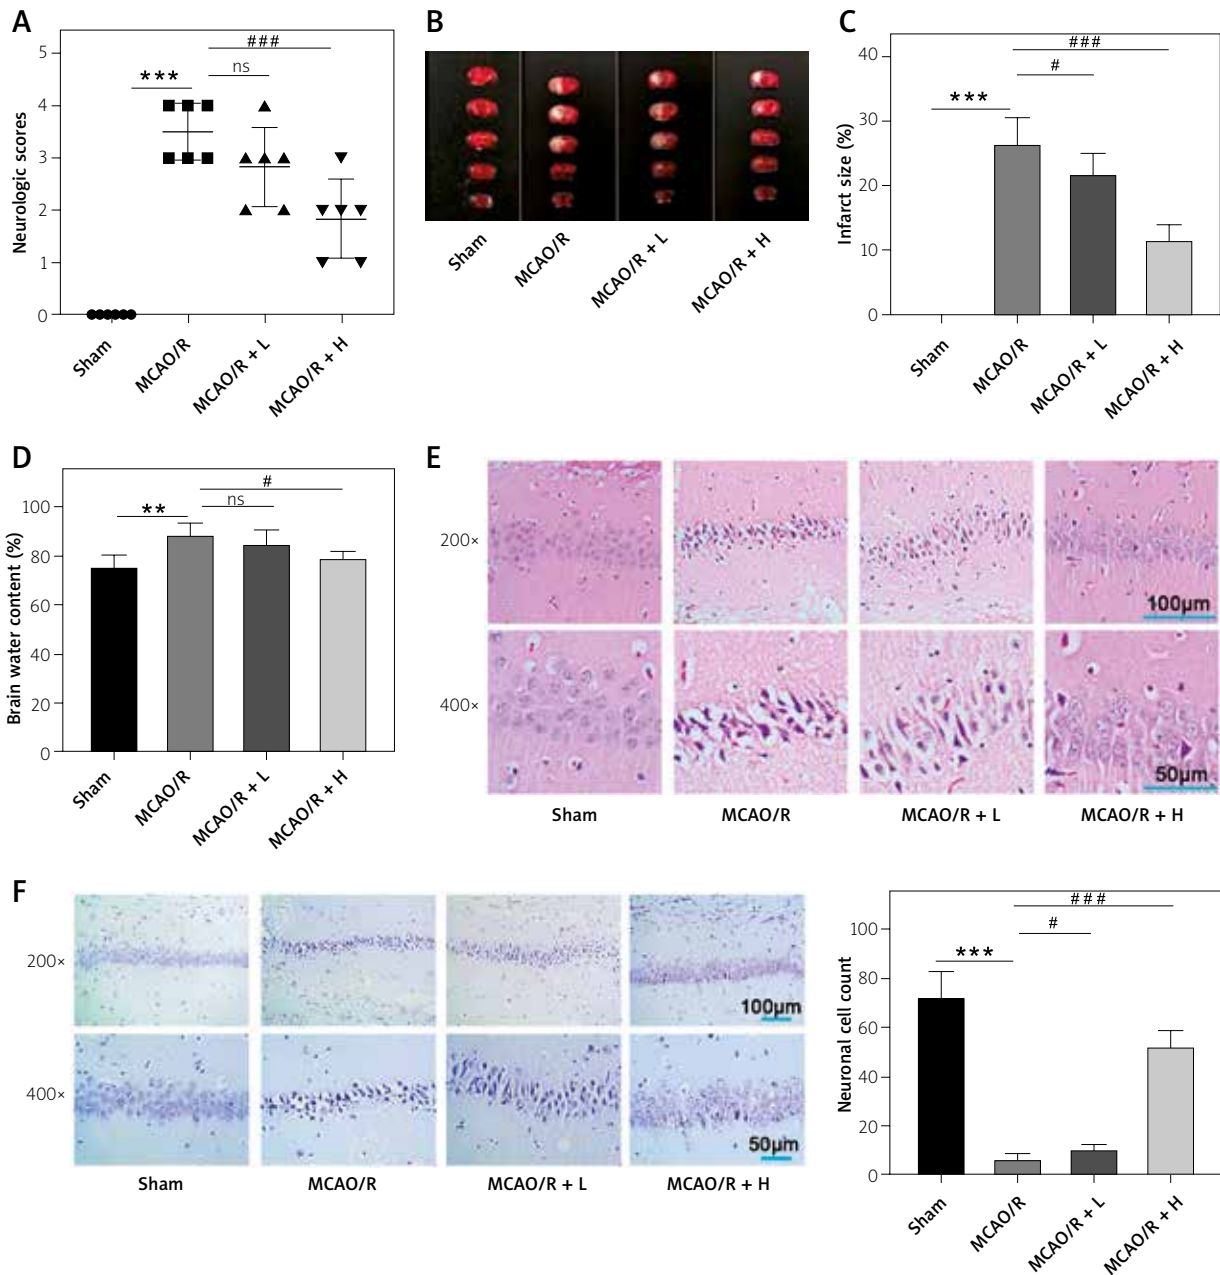 A
Neurologic scores
5
4
3
2
1
0
***
###
ns
Sham
MCAO/R
MCAO/R + L
MCAO/R + H
B
Sham
MCAO/R
MCAO/R + L
MCAO/R + H
C
Infarct size (%)
40
30
20
10
0
***
###
#
Sham
MCAO/R
MCAO/R + L
MCAO/R + H
D
Brain water content (%)
100
80
60
40
20
0
**
#
ns
Sham
MCAO/R
MCAO/R + L
MCAO/R + H
E
200×
100µm
400×
50µm
Sham
MCAO/R
MCAO/R + L
MCAO/R + H
F
200×
100µm
400×
50µm
Sham
MCAO/R
MCAO/R + L
MCAO/R + H
Neuronal cell count
100
80
60
40
20
0
***
###
#
Sham
MCAO/R
MCAO/R + L
MCAO/R + H